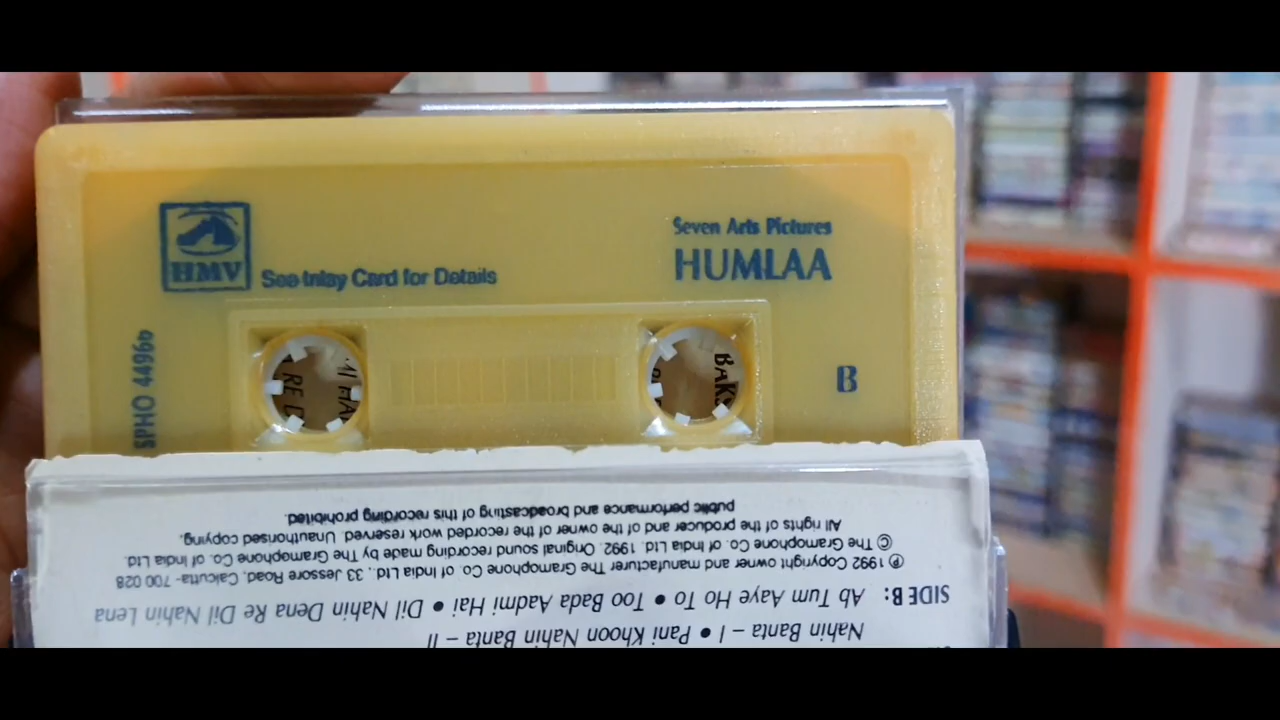 HMV
See Inlay Card for Details
Seven Arts Pictures
HUMLAA
SPHO 4496
B
RE D
MI HA
BAKS
Nahin Banta – I • Pani Khoon Nahin Banta – II
SIDE B: Ab Tum Aaye Ho To • Too Bada Aadmi Hai • Dil Nahin Dena Re Dil Nahin Lena
℗ 1992 Copyright owner and manufacturer The Gramophone Co. of India Ltd., 33, Jessore Road, Calcutta- 700 028
© The Gramophone Co. of India Ltd. 1992. Original sound recording made by The Gramophone Co. of India Ltd.
All rights of the producer and of the owner of the recorded work reserved. Unauthorised copying,
public performance and broadcasting of this recording prohibited.